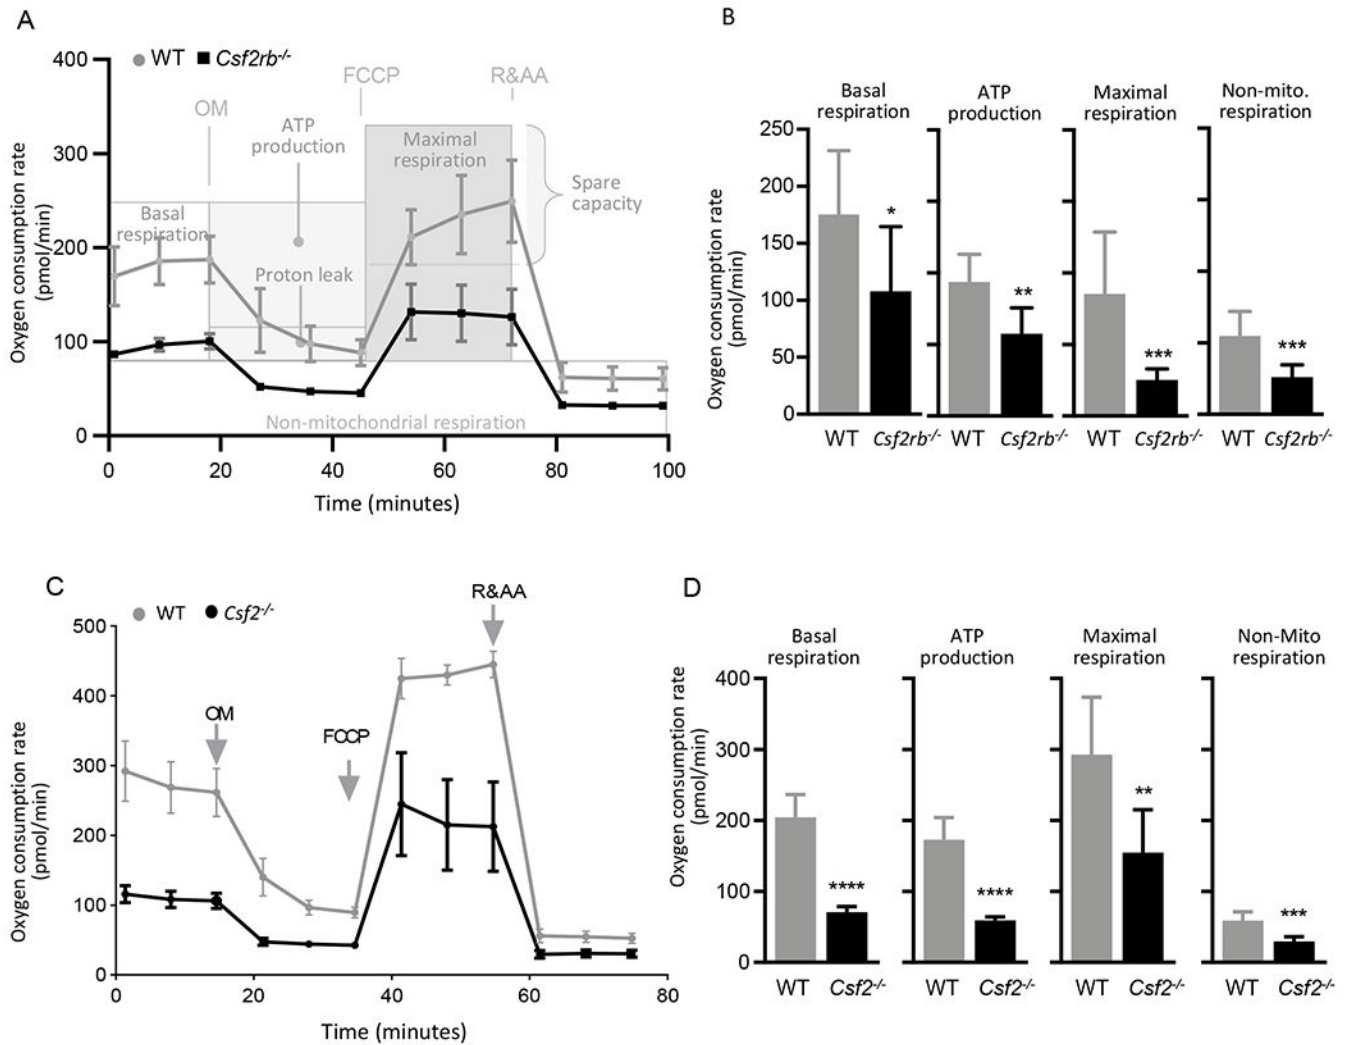 A
WT Csf2rb-/-
400
300
200
100
0
0 20 40 60 80 100
Oxygen consumption rate
(pmol/min)
Time (minutes)
OM
FCCP
R&AA
ATP
production
Basal
respiration
Proton leak
Maximal
respiration
Spare
capacity
Non-mitochondrial respiration
B
Basal
respiration
ATP
production
Maximal
respiration
Non-mito.
respiration
250
200
150
100
50
0
Oxygen consumption rate
(pmol/min)
*
**
***
***
WT Csf2rb-/- WT Csf2rb-/- WT Csf2rb-/- WT Csf2rb-/-
C
WT Csf2-/-
500
400
300
200
100
0
0 20 40 60 80
Oxygen consumption rate
(pmol/min)
Time (minutes)
OM
FCCP
R&AA
D
Basal
respiration
ATP
production
Maximal
respiration
Non-Mito
respiration
400
300
200
100
0
Oxygen consumption rate
(pmol/min)
****
****
**
***
WT Csf2-/- WT Csf2-/- WT Csf2-/- WT Csf2-/-